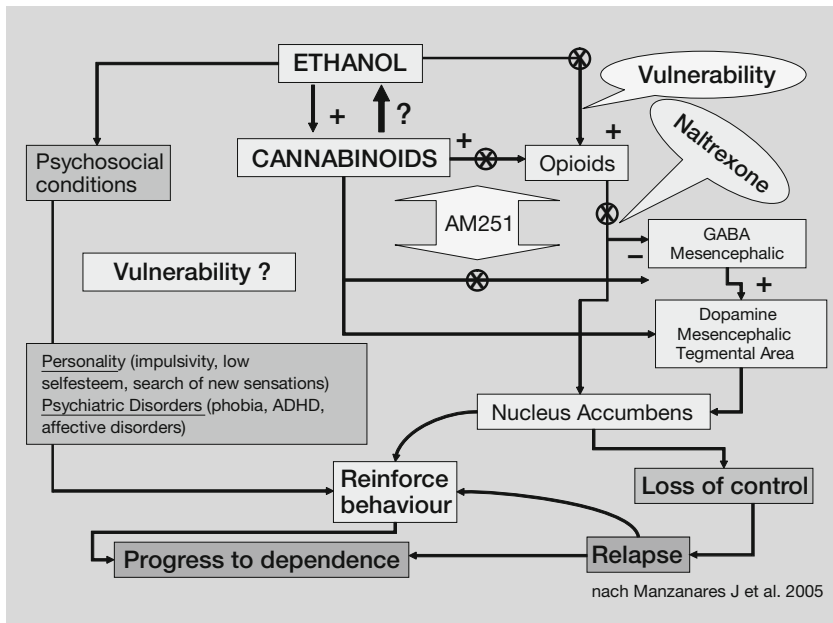 ETHANOL
Vulnerability
+
?
+
+
Psychosocial
conditions
CANNABINOIDS
Opioids
Naltrexone
AM251
GABA
Mesencephalic
−
Vulnerability ?
+
Dopamine
Mesencephalic
Tegmental Area
Personality (impulsivity, low
selfesteem, search of new sensations)
Psychiatric Disorders (phobia, ADHD,
affective disorders)
Nucleus Accumbens
Reinforce
behaviour
Loss of control
Progress to dependence
Relapse
nach Manzanares J et al. 2005